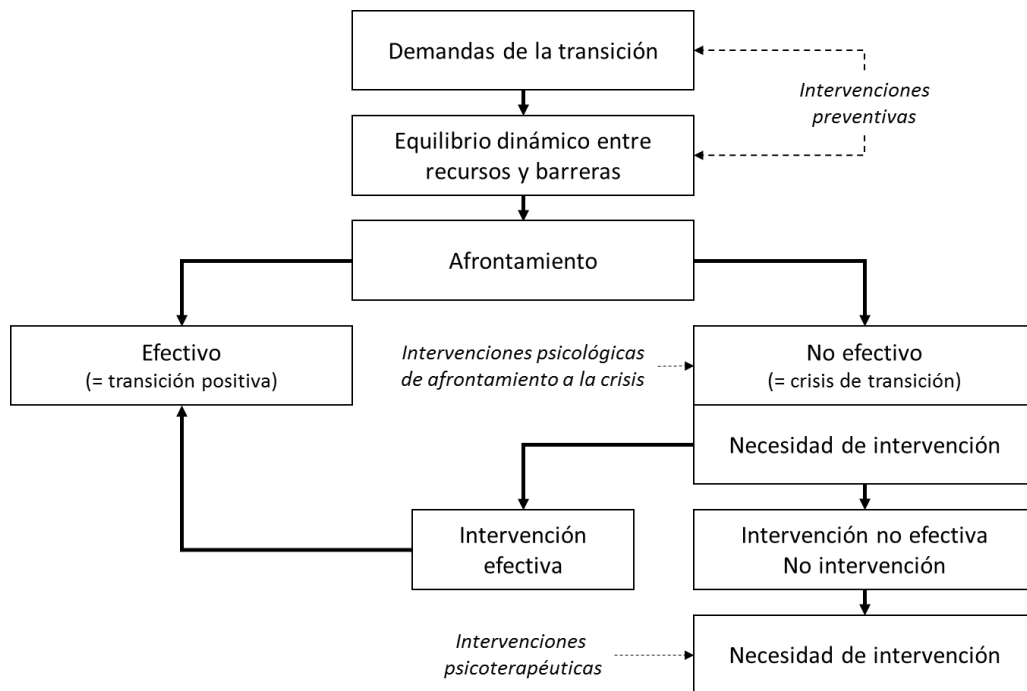 Demandas de la transición
Intervenciones
preventivas
Equilibrio dinámico entre
recursos y barreras
Afrontamiento
Efectivo
(= transición positiva)
Intervenciones psicológicas
de afrontamiento a la crisis
No efectivo
(= crisis de transición)
Necesidad de intervención
Intervención
efectiva
Intervención no efectiva
No intervención
Intervenciones
psicoterapéuticas
Necesidad de intervención